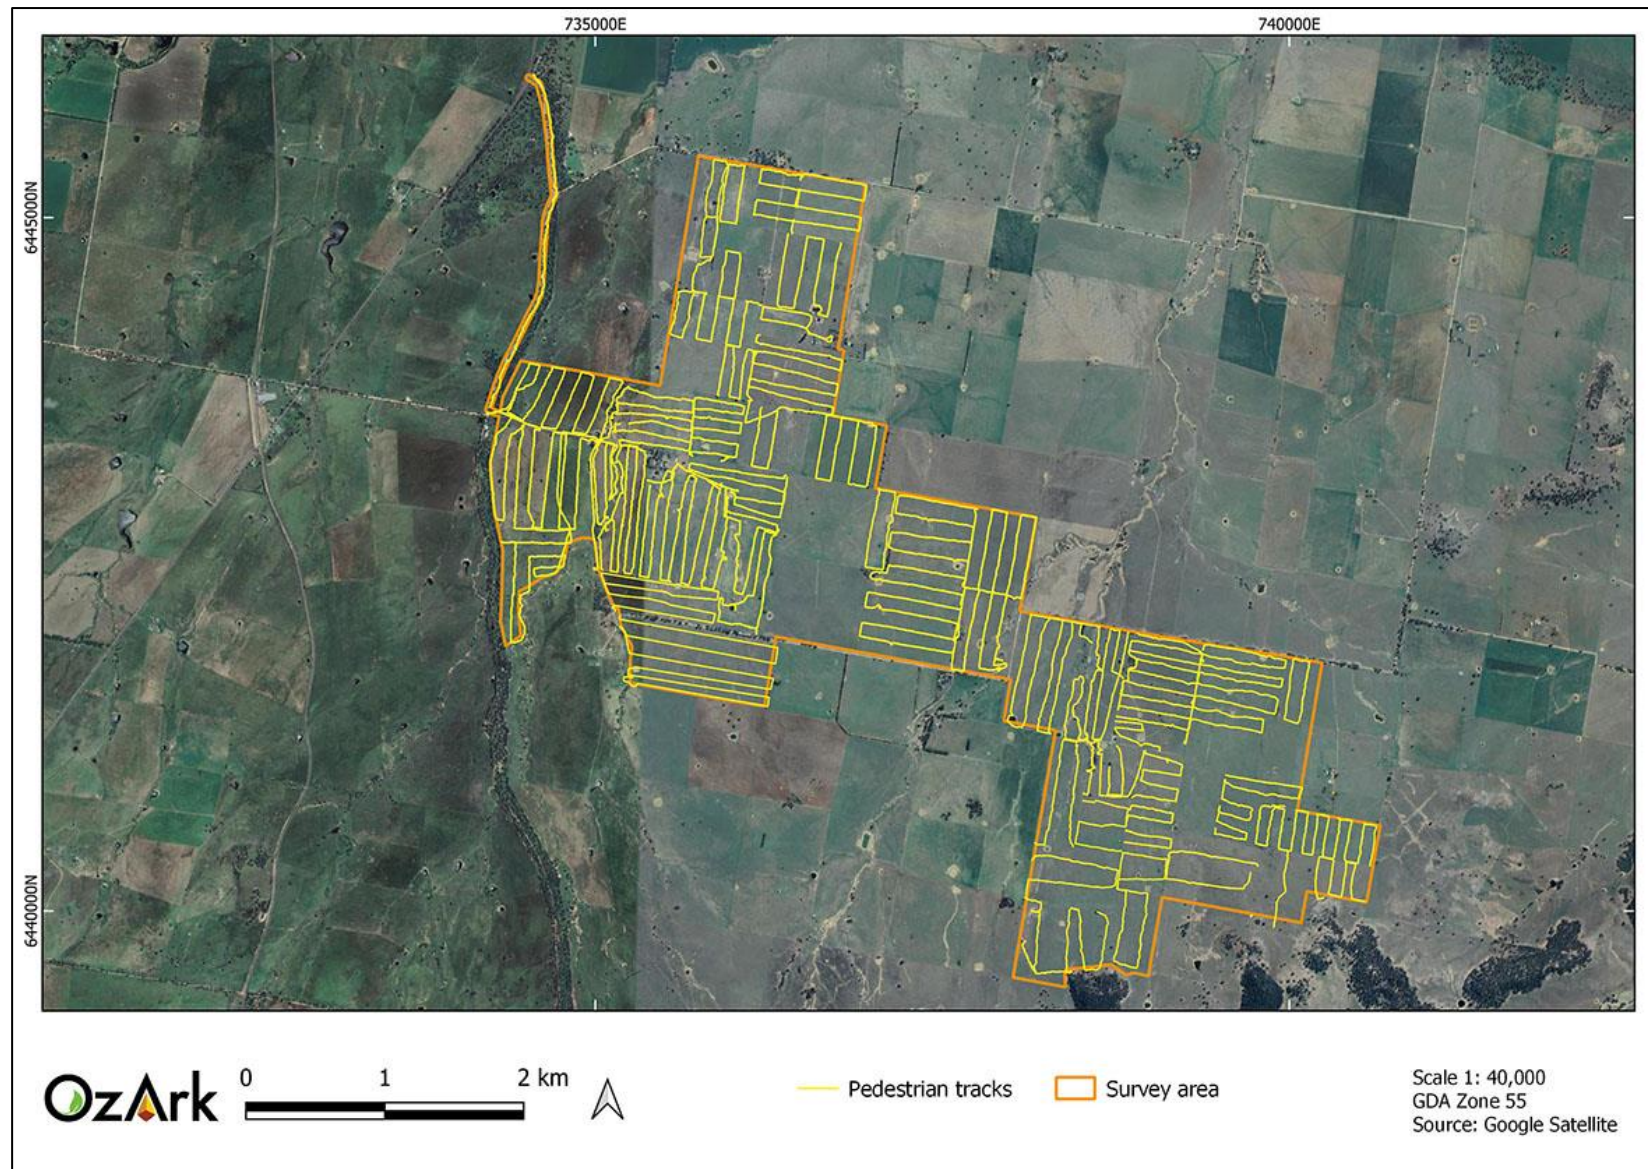 735000E 740000E
6445000N
6440000N
OzArk
0 1 2 km
Pedestrian tracks
Survey area
Scale 1: 40,000
GDA Zone 55
Source: Google Satellite